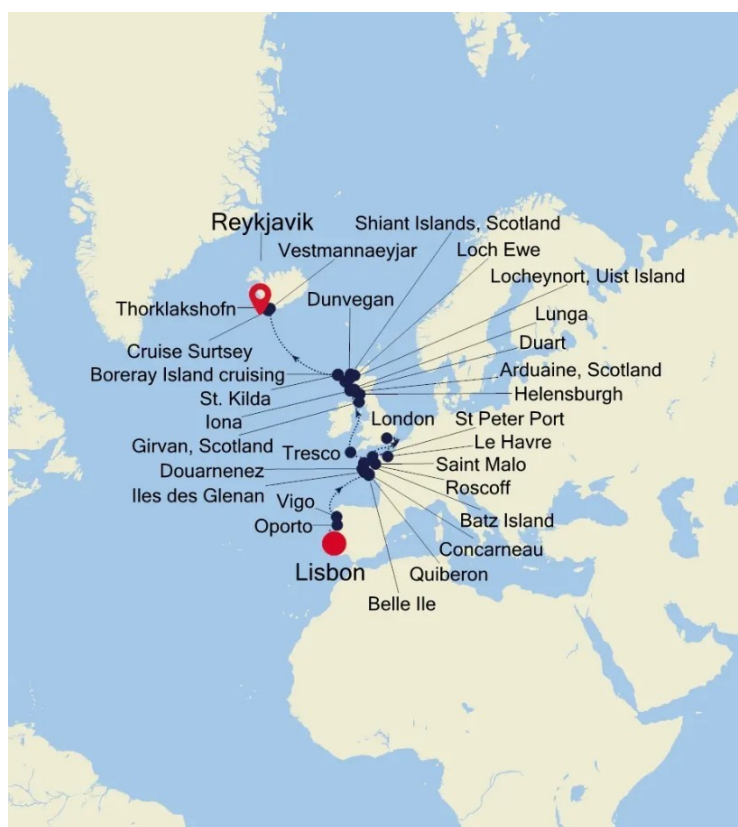 Reykjavik
Shiant Islands, Scotland
Vestmannaeyjar
Loch Ewe
Locheynort, Uist Island
Dunvegan
Thorklakshofn
Lunga
Duart
Cruise Surtsey
Arduaine, Scotland
Boreray Island cruising
Helensburgh
St. Kilda
Iona
London
St Peter Port
Girvan, Scotland
Le Havre
Tresco
Saint Malo
Douarnenez
Roscoff
Iles des Glenan
Vigo
Batz Island
Oporto
Concarneau
Lisbon
Quiberon
Belle Ile